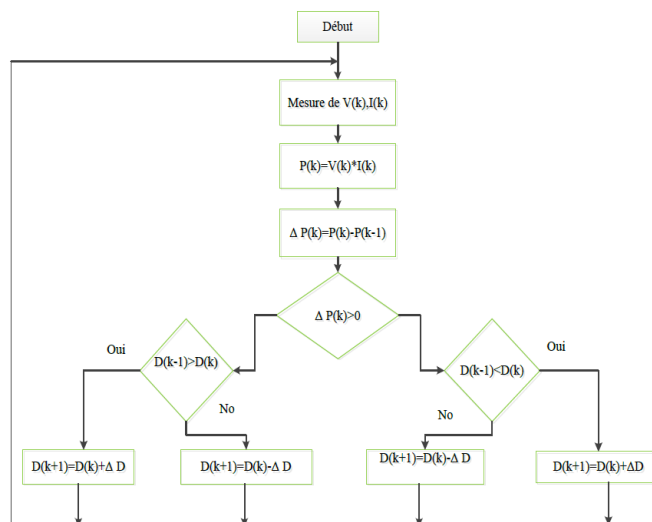 Début
Mesure de V(k),I(k)
P(k)=V(k)*I(k)
Δ P(k)=P(k)-P(k-1)
Δ P(k)>0
Oui
D(k-1)>D(k)
D(k-1)<D(k)
Oui
No
No
D(k+1)=D(k)+Δ D
D(k+1)=D(k)-Δ D
D(k+1)=D(k)-Δ D
D(k+1)=D(k)+ΔD